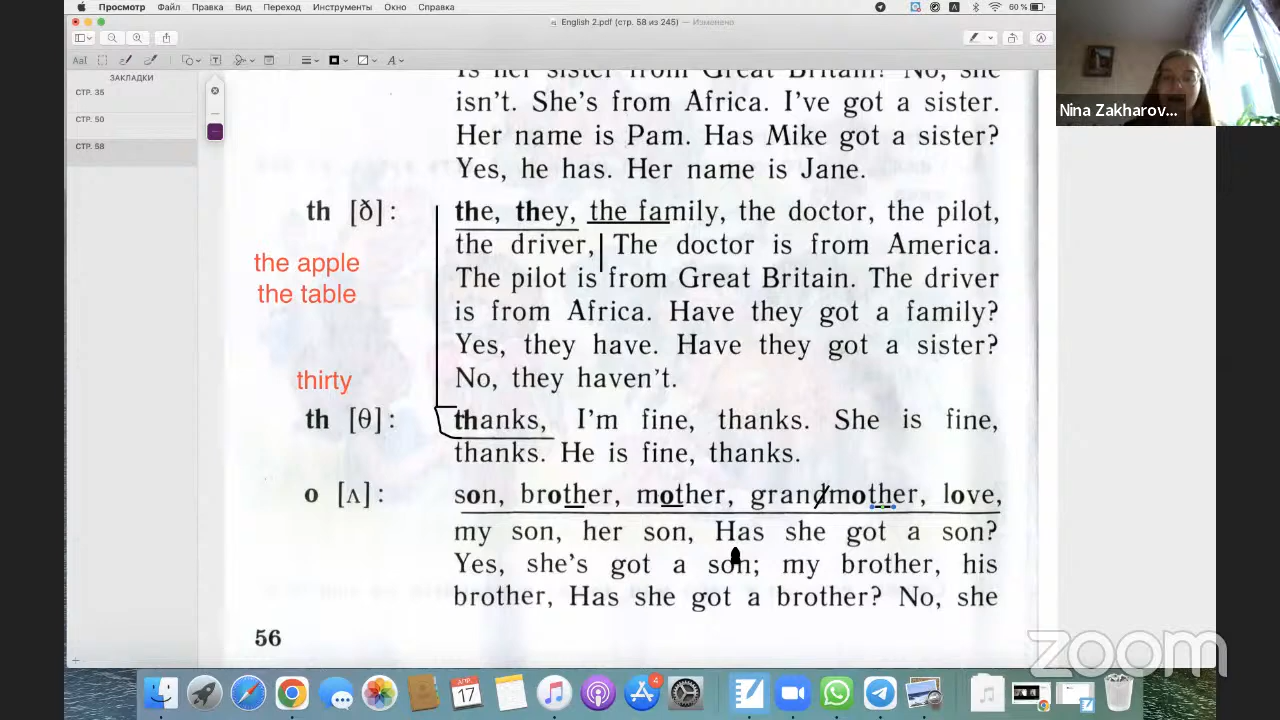 Просмотр Файл Правка Вид Переход Инструменты Окно Справка
60 %
English 2.pdf (стр. 58 из 245) — Изменено
ЗАКЛАДКИ
СТР. 35
СТР. 50
СТР. 58
Is her sister from Great Britain? No, she
isn't. She's from Africa. I've got a sister.
Her name is Pam. Has Mike got a sister?
Yes, he has. Her name is Jane.
th [ð]: the, they, the family, the doctor, the pilot,
the driver, The doctor is from America.
the apple
The pilot is from Great Britain. The driver
the table
is from Africa. Have they got a family?
Yes, they have. Have they got a sister?
thirty
No, they haven't.
th [θ]: thanks, I'm fine, thanks. She is fine,
thanks. He is fine, thanks.
o [ʌ]: son, brother, mother, grandmother, love,
my son, her son, Has she got a son?
Yes, she's got a son; my brother, his
brother, Has she got a brother? No, she
56
Nina Zakharov...
zoom
АПР.
17
4